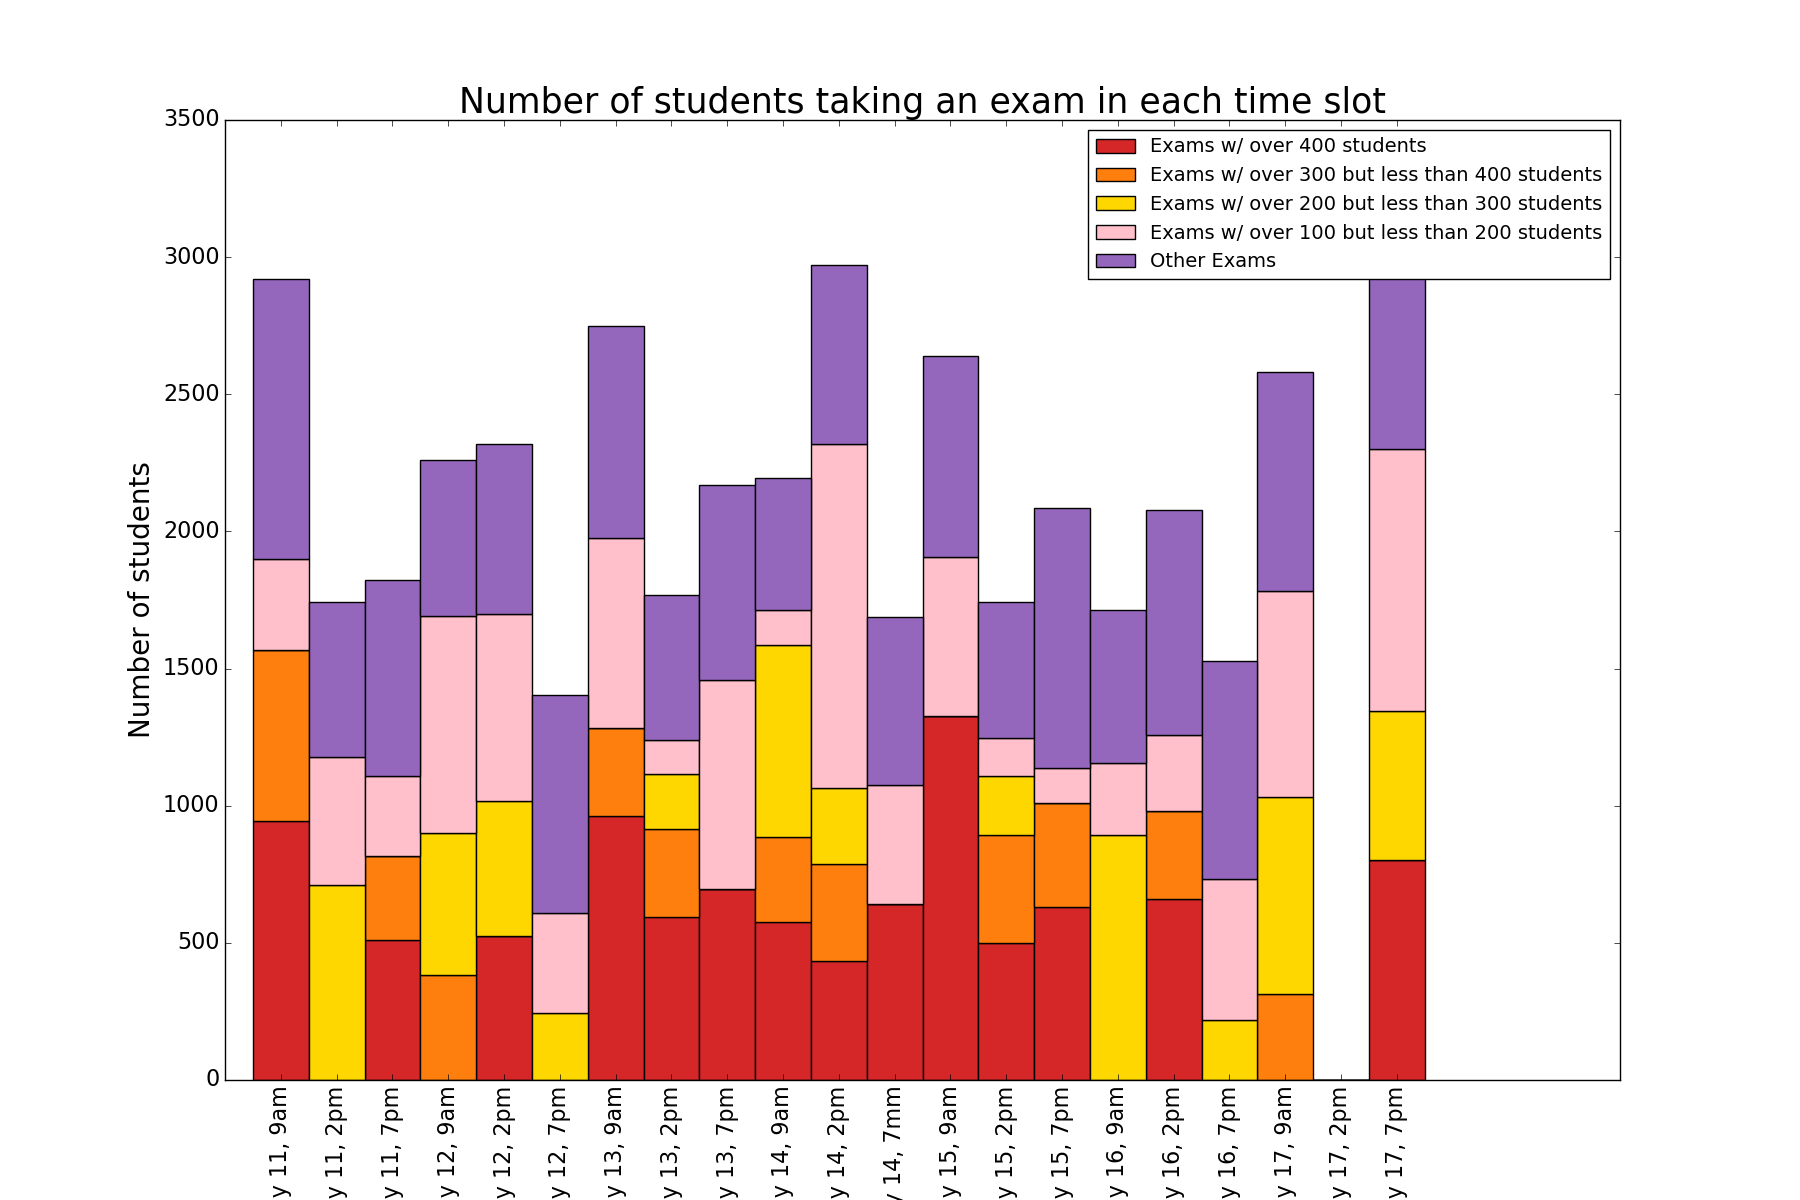 Number of students taking an exam in each time slot
Exams w/ over 400 students
Exams w/ over 300 but less than 400 students
Exams w/ over 200 but less than 300 students
Exams w/ over 100 but less than 200 students
Other Exams
Number of students
3500
3000
2500
2000
1500
1000
500
0
y 11, 9am
y 11, 2pm
y 11, 7pm
y 12, 9am
y 12, 2pm
y 12, 7pm
y 13, 9am
y 13, 2pm
y 13, 7pm
y 14, 9am
y 14, 2pm
y 14, 7mm
y 15, 9am
y 15, 2pm
y 15, 7pm
y 16, 9am
y 16, 2pm
y 16, 7pm
y 17, 9am
y 17, 2pm
y 17, 7pm